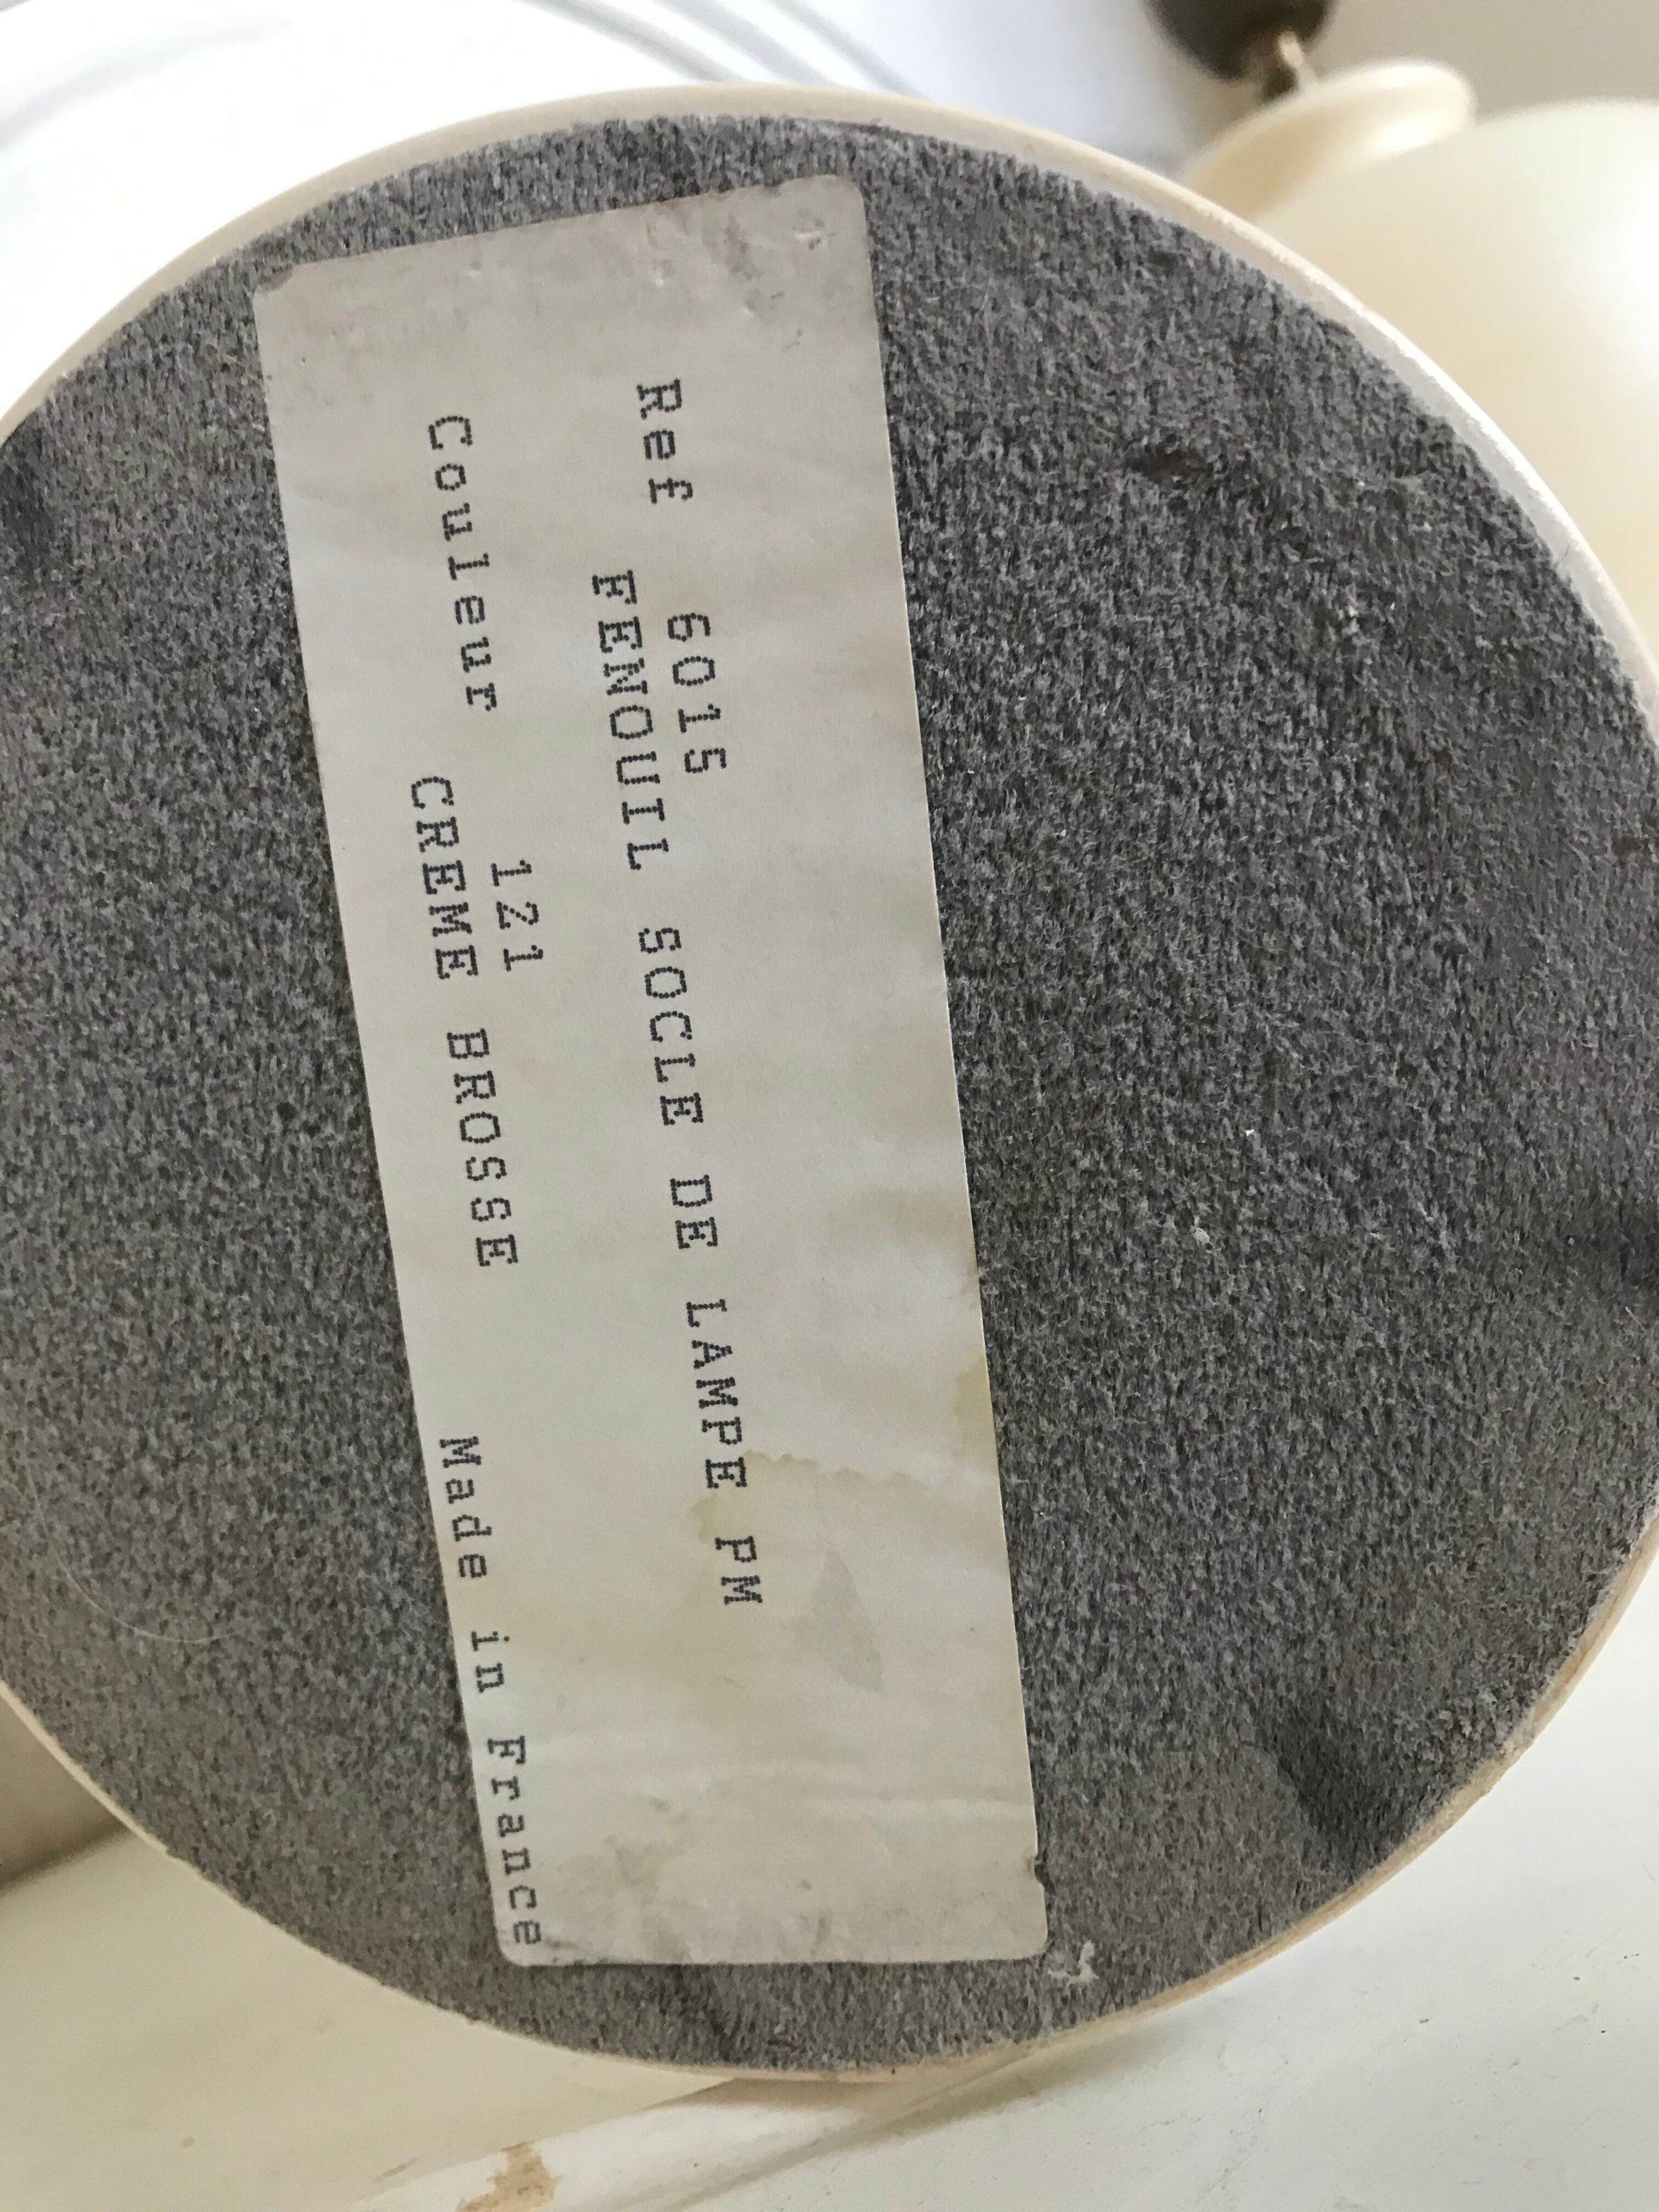 Ref 6015
FENOUIL SOCLE DE LAMPE PM
Couleur 121
CREME BROSSE
Made in France